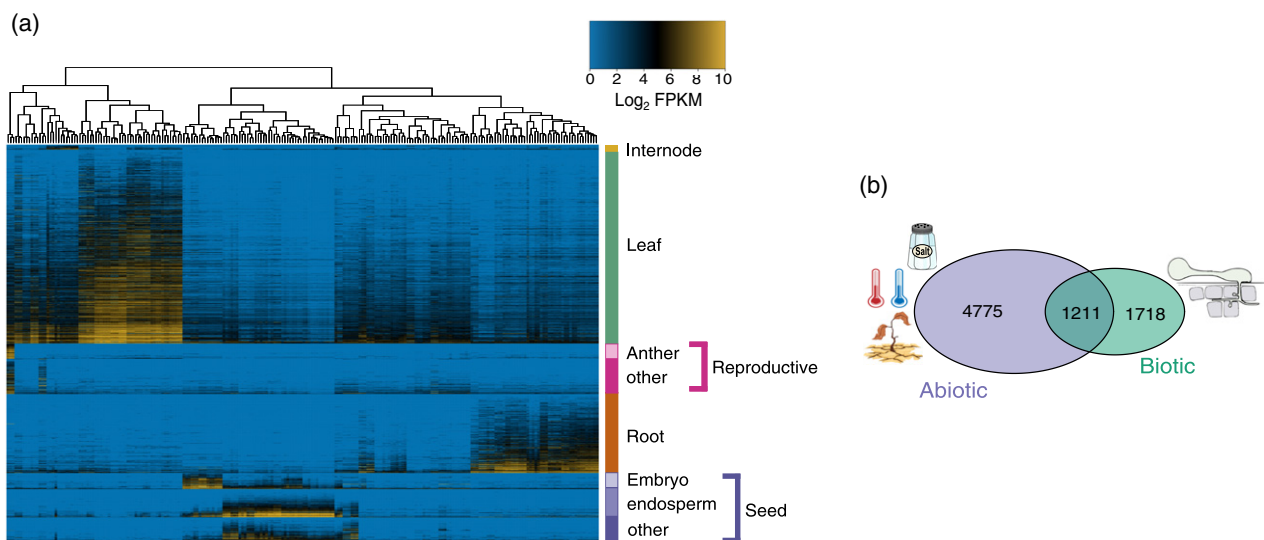 (a)
0 2 4 6 8 10
Log2 FPKM
Internode
Leaf
Anther
other
Reproductive
Root
Embryo
endosperm
other
Seed
(b)
Salt
4775
1211
1718
Biotic
Abiotic